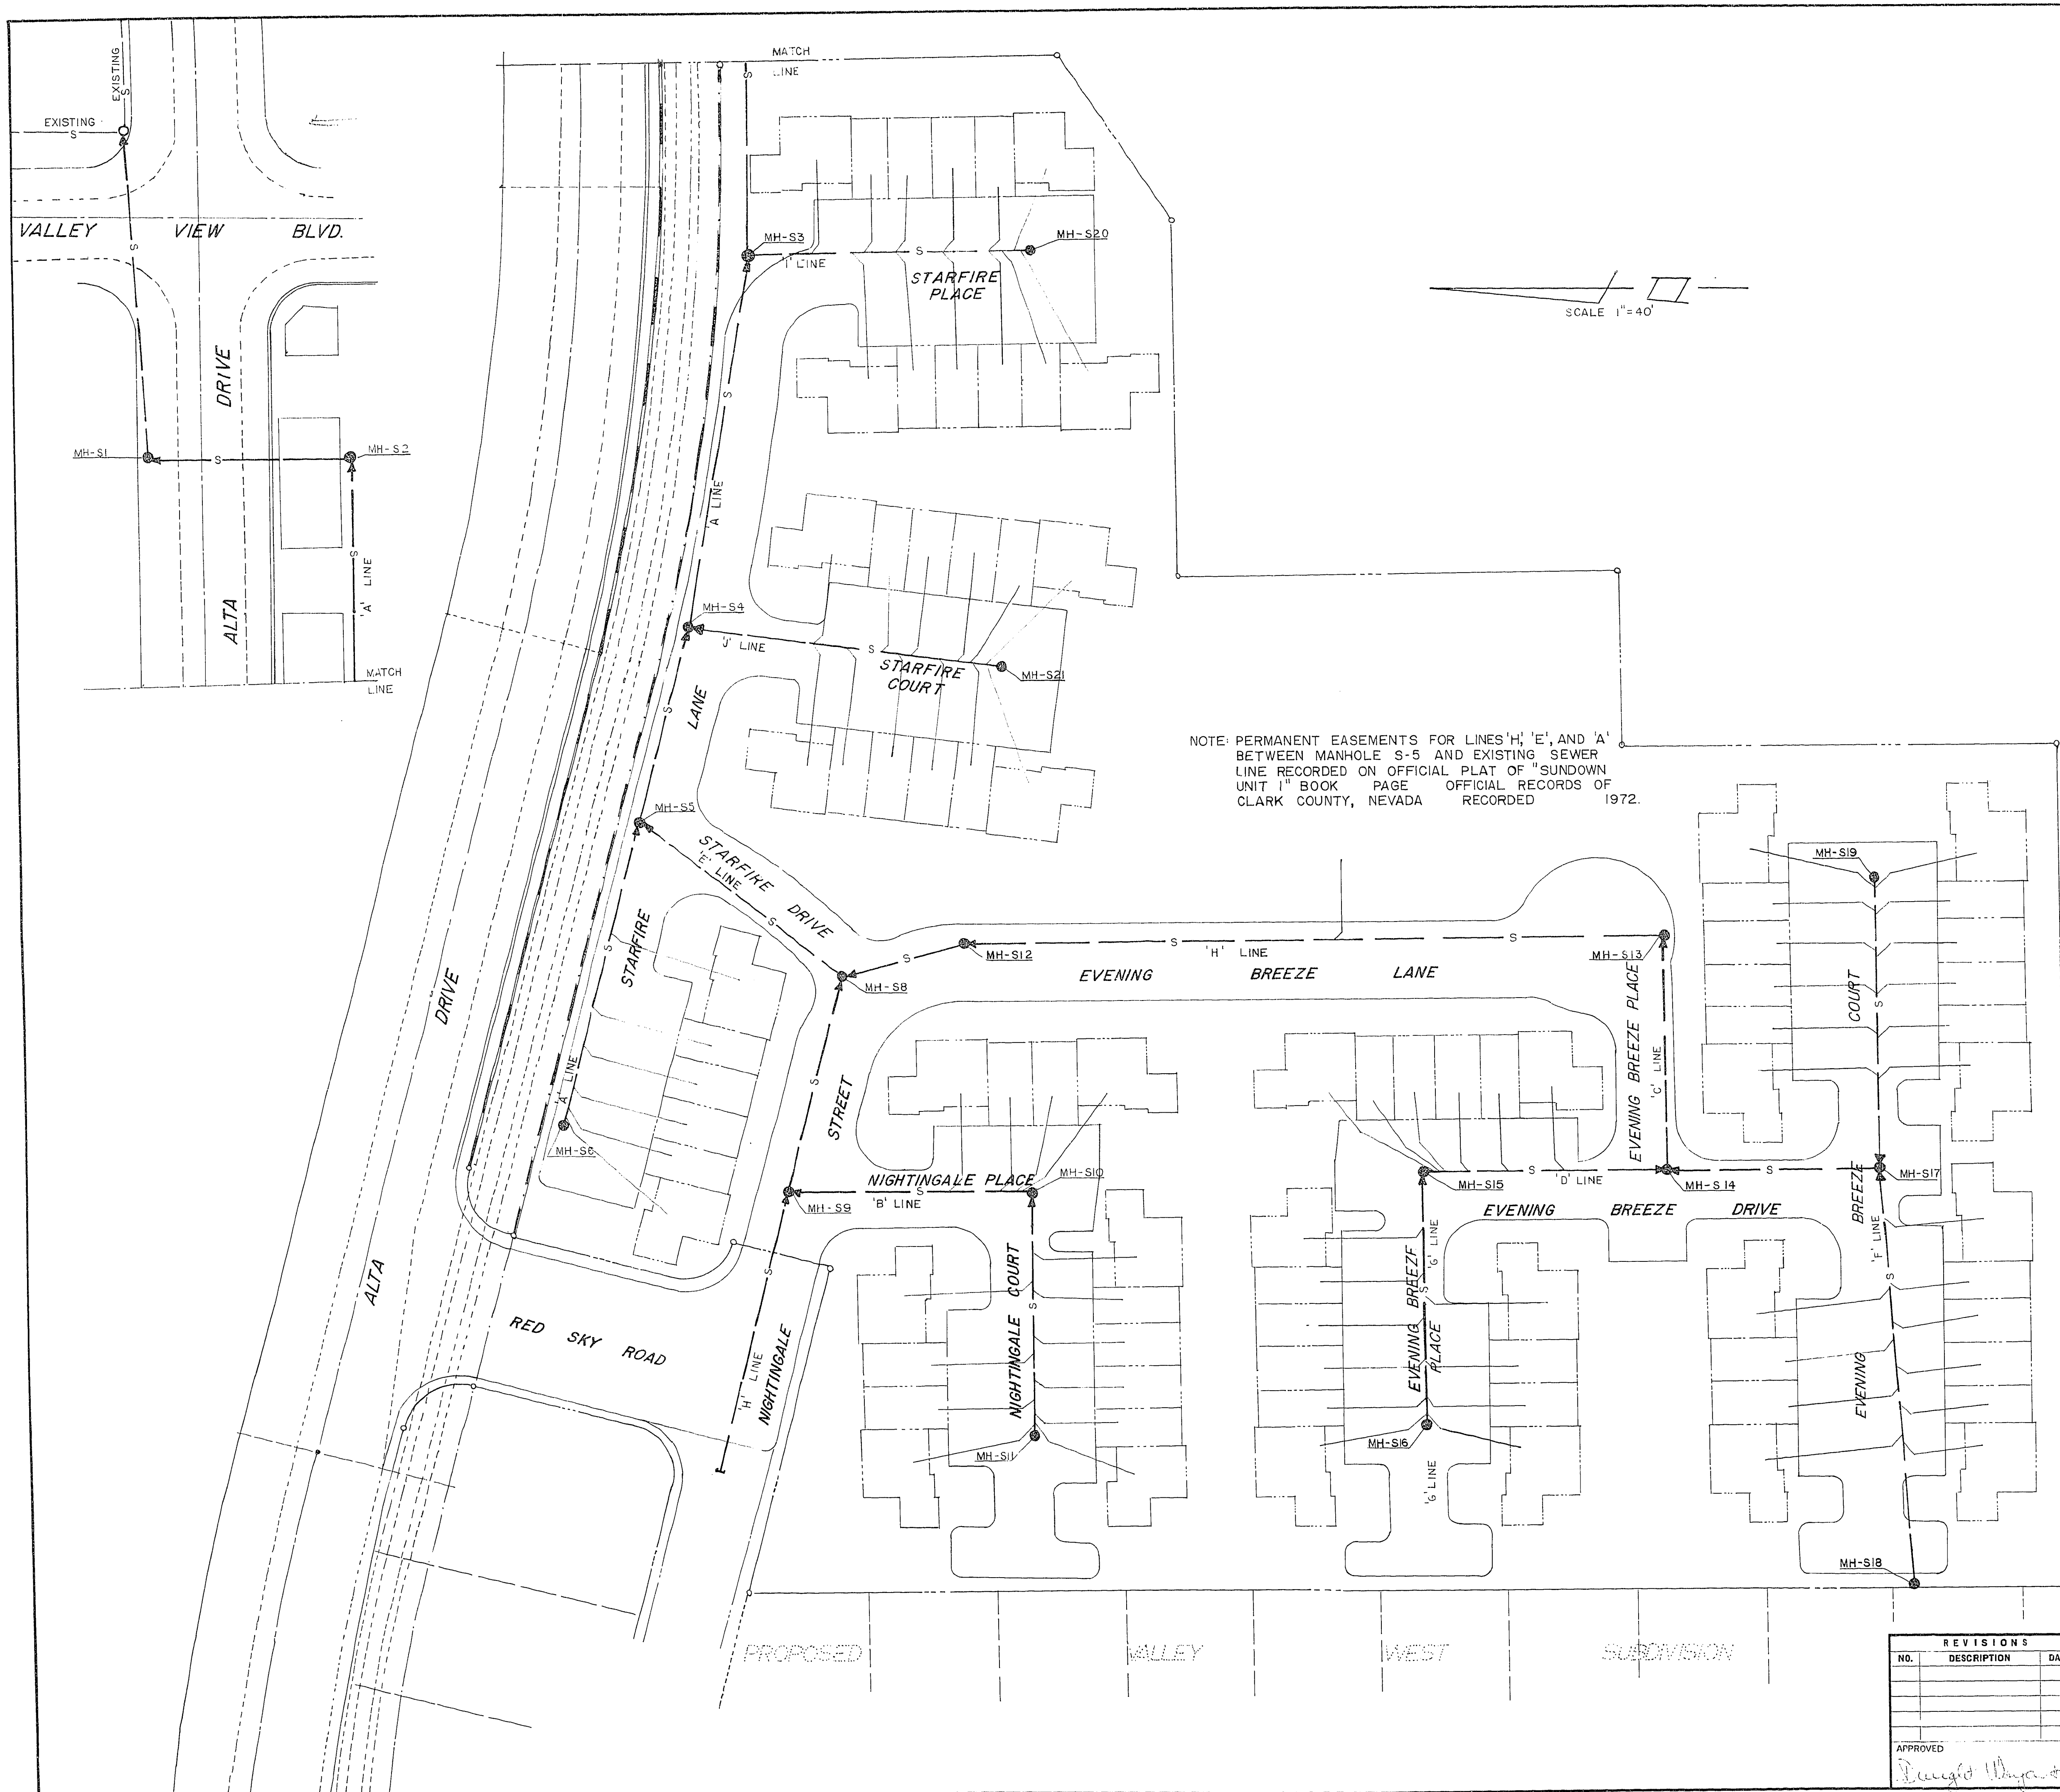 MATCH
LINE
EXISTING
S
EXISTING
S
VALLEY VIEW BLVD.
S
DRIVE
ALTA
MH-S1
S
MH-S2
S
'A' LINE
MATCH
LINE
S
MH-S3
'I' LINE
S
MH-S20
STARFIRE
PLACE
SCALE 1"=40'
S
'A' LINE
MH-S4
'J' LINE
S
STARFIRE
COURT
MH-S21
S
LANE
NOTE: PERMANENT EASEMENTS FOR LINES 'H', 'E', AND 'A'
BETWEEN MANHOLE S-5 AND EXISTING SEWER
LINE RECORDED ON OFFICIAL PLAT OF "SUNDOWN
UNIT 1" BOOK PAGE OFFICIAL RECORDS OF
CLARK COUNTY, NEVADA RECORDED 1972.
MH-S5
STARFIRE
'E' LINE
S
DRIVE
S
STARFIRE
MH-S19
S
MH-S12
S
'H' LINE
S
MH-S13
MH-S8
EVENING BREEZE LANE
EVENING BREEZE PLACE
'C' LINE
COURT
S
DRIVE
ALTA
'A' LINE
MH-S6
S
STREET
NIGHTINGALE PLACE
S
'B' LINE
MH-S9
MH-S10
MH-S15
S
'D' LINE
MH-S14
S
MH-S17
EVENING BREEZE DRIVE
BREEZE
'F' LINE
S
EVENING
RED SKY ROAD
S
'H' LINE
NIGHTINGALE
NIGHTINGALE COURT
S
MH-S11
'G' LINE
S
EVENING BREEZE
PLACE
MH-S16
'G' LINE
MH-S18
PROPOSED VALLEY WEST SUBDIVISION
REVISIONS
NO. DESCRIPTION DA
APPROVED